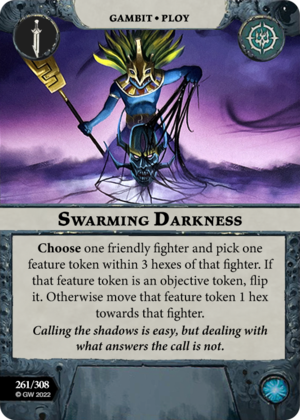 GAMBIT • PLOY
SWARMING DARKNESS
Choose one friendly fighter and pick one
feature token within 3 hexes of that fighter. If
that feature token is an objective token, flip
it. Otherwise move that feature token 1 hex
towards that fighter.
Calling the shadows is easy, but dealing with
what answers the call is not.
261/308
© GW 2022